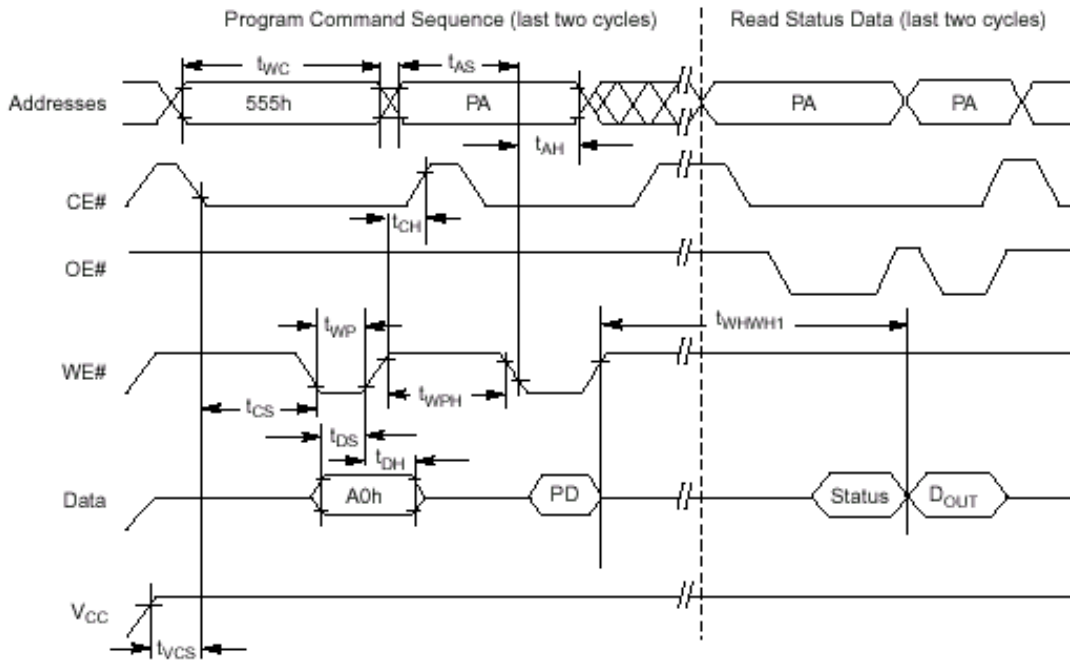 Program Command Sequence (last two cycles)
Read Status Data (last two cycles)
tWC
tAS
Addresses
555h
PA
PA
PA
tAH
CE#
tCH
OE#
tWP
tWHWH1
WE#
tCS
tWPH
tDS
tDH
Data
A0h
PD
Status
DOUT
VCC
tVCS